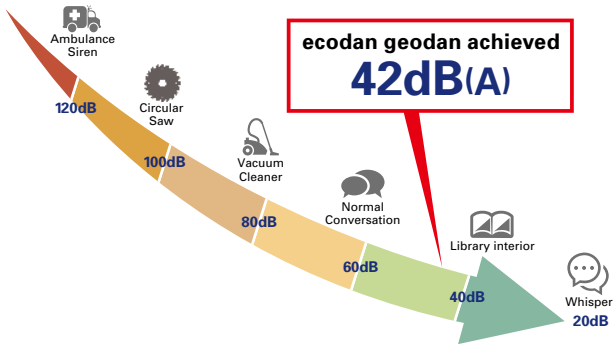 Ambulance
Siren
120dB
Circular
Saw
100dB
Vacuum
Cleaner
80dB
Normal
Conversation
60dB
ecodan geodan achieved
42dB(A)
Library interior
40dB
Whisper
20dB